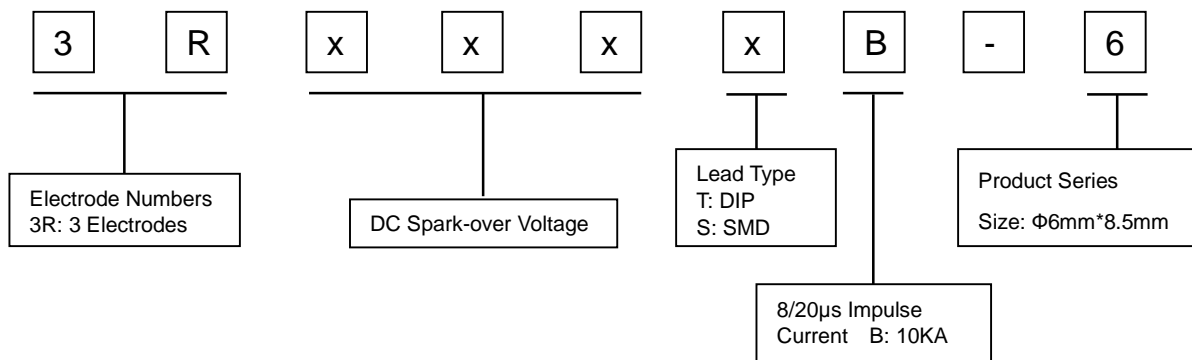 3 R x x x x B - 6
Electrode Numbers
3R: 3 Electrodes
DC Spark-over Voltage
Lead Type
T: DIP
S: SMD
Product Series
Size: Φ6mm*8.5mm
8/20μs Impulse
Current B: 10KA